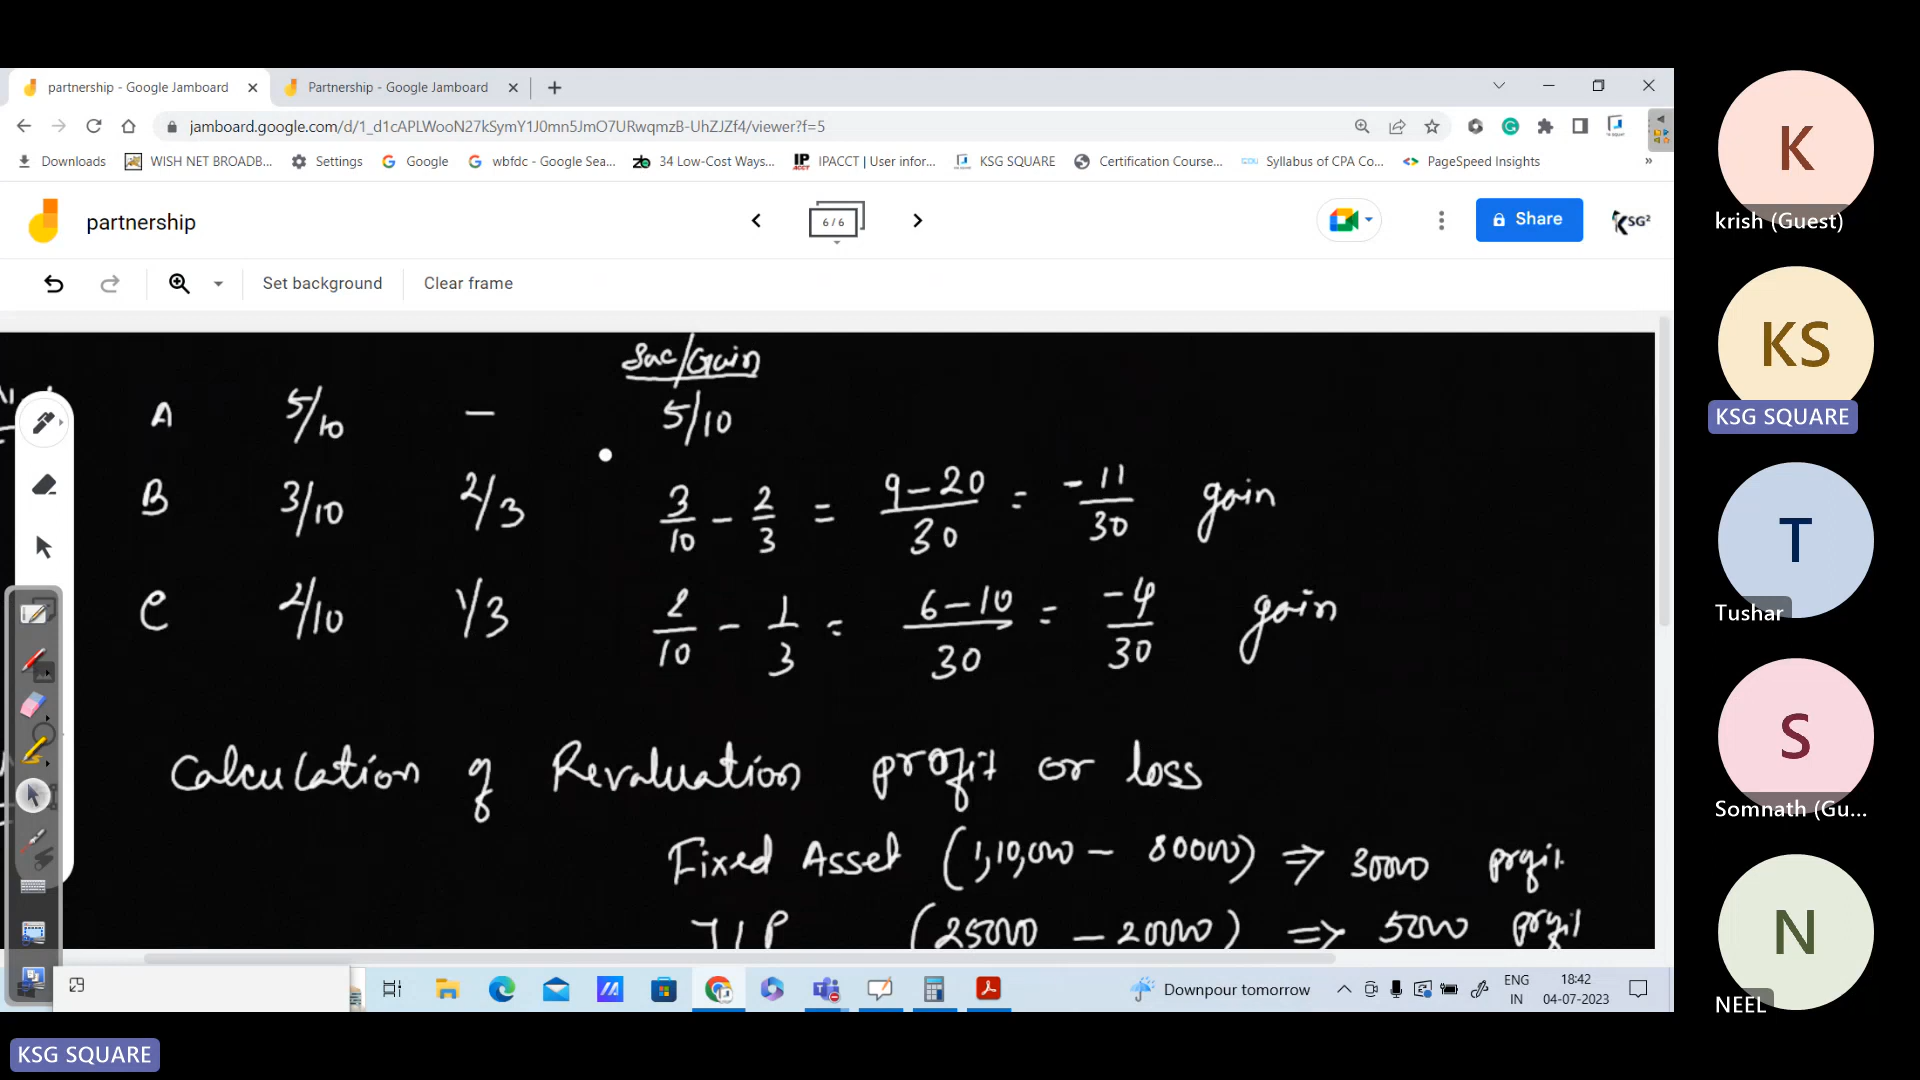 partnership - Google Jamboard
Partnership - Google Jamboard
jamboard.google.com/d/1_d1cAPLWooN27kSymY1J0mn5JmO7URwqmzB-UhZJZf4/viewer?f=5
Downloads WISH NET BROADB... Settings Google wbfdc - Google Sea... 34 Low-Cost Ways... IPACCT | User infor... KSG SQUARE Certification Course... Syllabus of CPA Co... PageSpeed Insights »
partnership
6 / 6
Share
KSG²
Set background Clear frame
Sac/Gain
A 5/10 — 5/10
B 3/10 2/3 3/10 - 2/3 = 9-20/30 = -11/30 gain
C 2/10 1/3 2/10 - 1/3 = 6-10/30 = -4/30 gain
Calculation of Revaluation profit or loss
Fixed Asset (1,10,000 - 80000) ⇒ 30000 profit
(25000 - 20000) ⇒ 5000 profit
Downpour tomorrow
ENG
IN
18:42
04-07-2023
K
krish (Guest)
KS
KSG SQUARE
T
Tushar
S
Somnath (Gu...
N
NEEL
KSG SQUARE